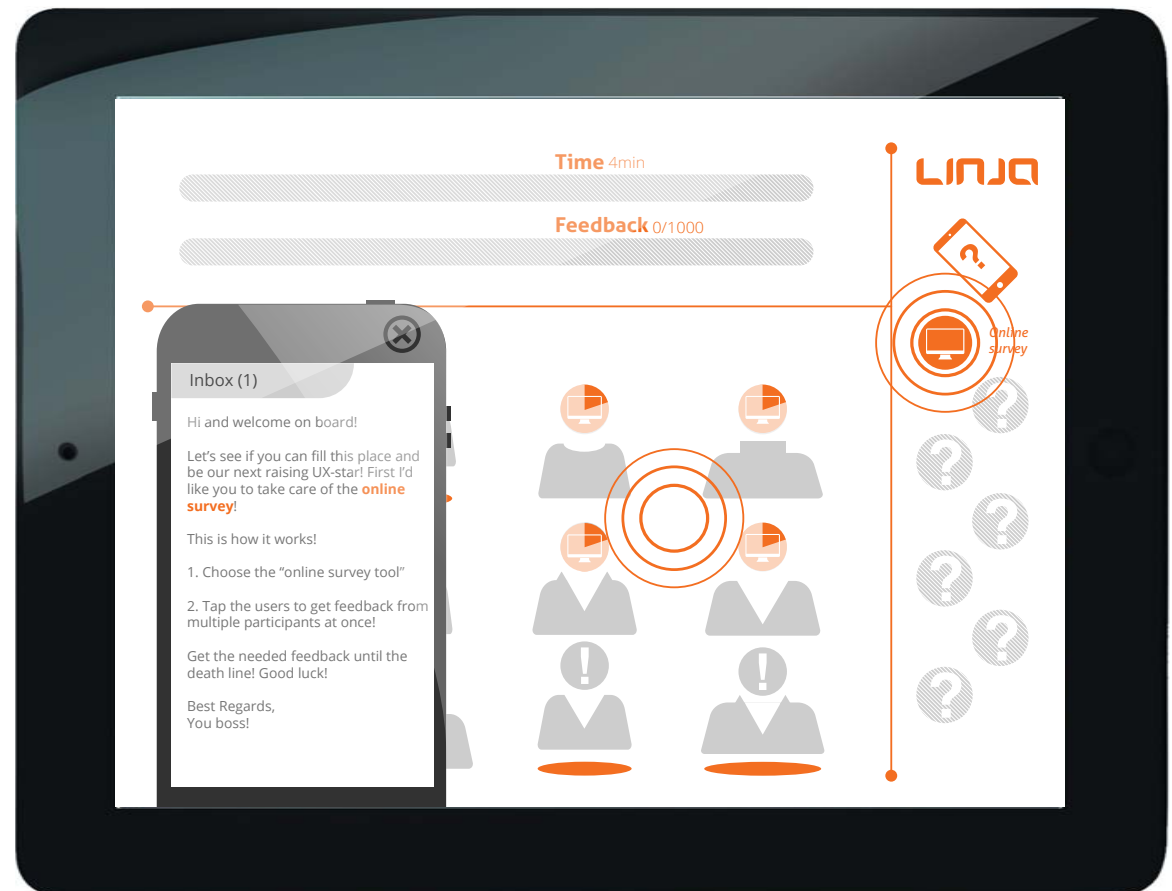 Time 4min
LINJA
Feedback 0/1000
?
Online
survey
Inbox (1)
Hi and welcome on board!
Let's see if you can fill this place and
be our next raising UX-star! First I'd
like you to take care of the online
survey!
This is how it works!
1. Choose the “online survey tool”
2. Tap the users to get feedback from
multiple participants at once!
Get the needed feedback until the
death line! Good luck!
Best Regards,
You boss!
!
!
?
?
?
?
?
?